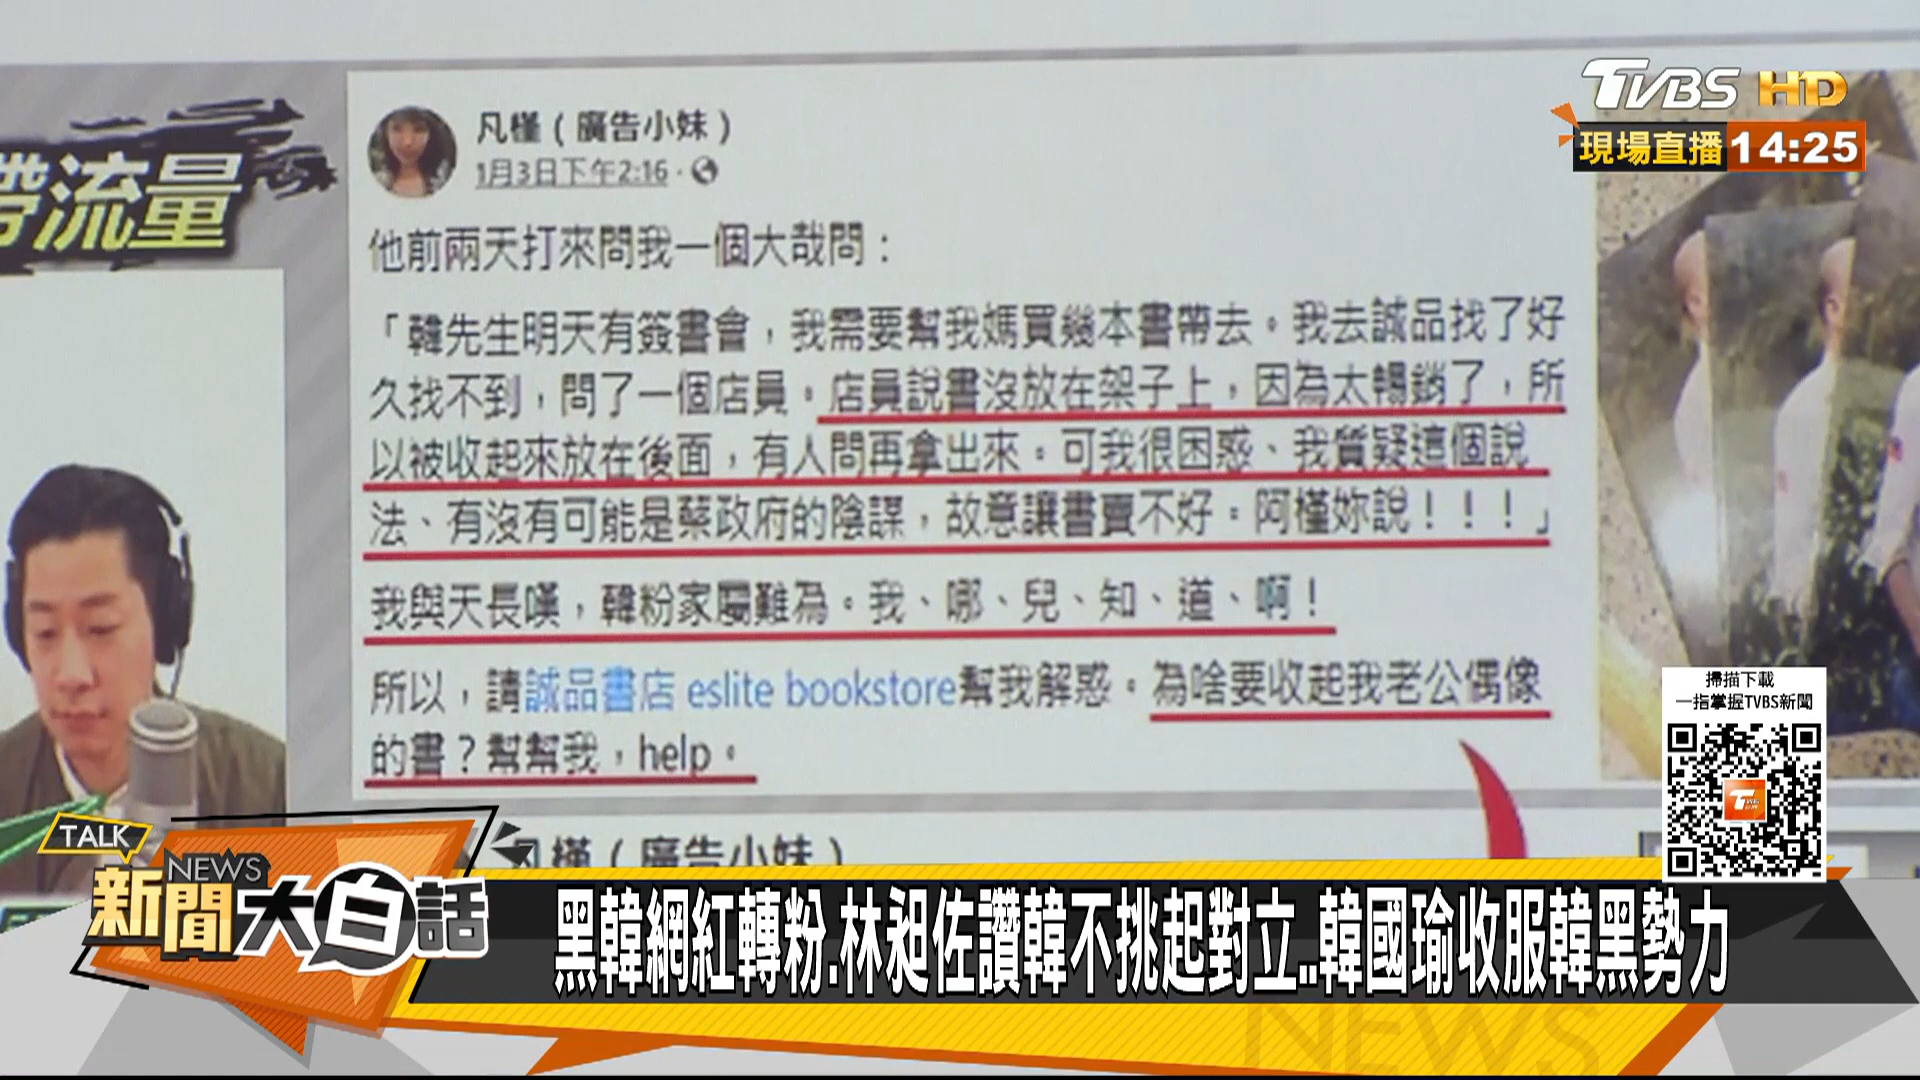 TVBS HD
現場直播 14:25
帶流量
凡槿（廣告小妹）
1月3日下午2:16 ·
他前兩天打來問我一個大哉問：
「韓先生明天有簽書會，我需要幫我媽買幾本書帶去。我去誠品找了好
久找不到，問了一個店員。店員說書沒放在架子上，因為太暢銷了，所
以被收起來放在後面，有人問再拿出來。可我很困惑、我質疑這個說
法、有沒有可能是蔡政府的陰謀，故意讓書賣不好。阿槿妳說！！！」
我與天長嘆，韓粉家屬難為。我、哪、兒、知、道、啊！
所以，請誠品書店 eslite bookstore幫我解惑。為啥要收起我老公偶像
的書？幫幫我，help。
凡槿（廣告小妹）
掃描下載
一指掌握TVBS新聞
TALK
NEWS
新聞大白話
黑韓網紅轉粉.林昶佐讚韓不挑起對立..韓國瑜收服韓黑勢力
NEWS